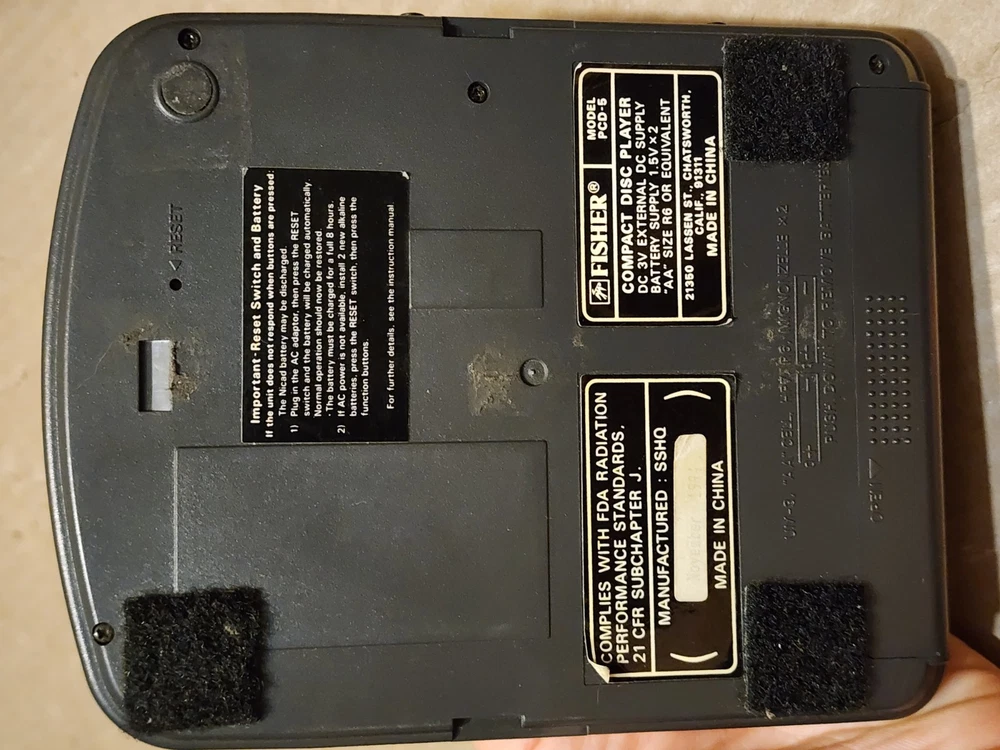 RESET
Important-Reset Switch and Battery
If the unit does not respond when buttons are pressed:
The Nicad battery may be discharged.
1) Plug in the AC adaptor, then press the RESET
switch and the battery will be charged automatically.
Normal operation should now be restored.
· The battery must be charged for a full 8 hours.
2) If AC power is not available, install 2 new alkaline
batteries, press the RESET switch, then press the
function buttons.
For further details, see the instruction manual.
FISHER®
MODEL
PCD-5
COMPACT DISC PLAYER
DC 3V EXTERNAL DC SUPPLY
BATTERY SUPPLY 1.5V×2
"AA" SIZE R6 OR EQUIVALENT
21350 LASSEN ST., CHATSWORTH,
CALIF., 91311
MADE IN CHINA
COMPLIES WITH FDA RADIATION
PERFORMANCE STANDARDS,
21 CFR SUBCHAPTER J.
MANUFACTURED : SSHQ
( )
MADE IN CHINA
PUSH DOWN TO REMOVE BATTERIES
OPEN